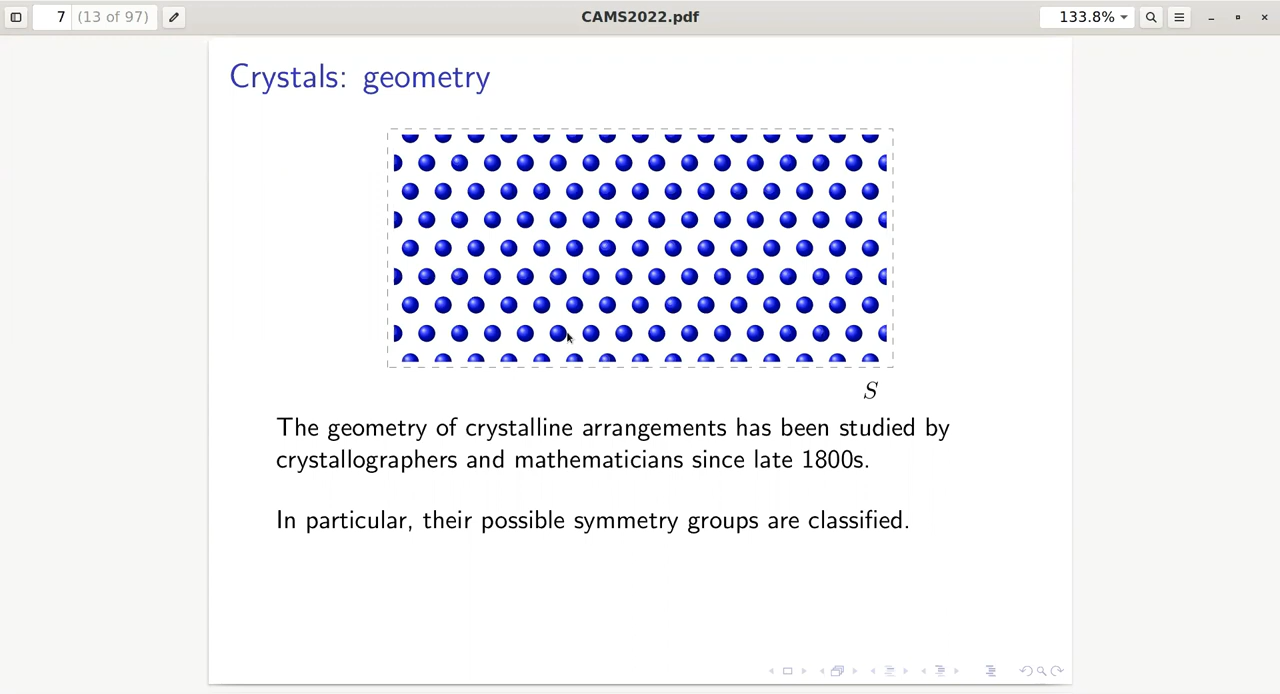 7 (13 of 97) CAMS2022.pdf 133.8%
Crystals: geometry
S
The geometry of crystalline arrangements has been studied by
crystallographers and mathematicians since late 1800s.
In particular, their possible symmetry groups are classified.